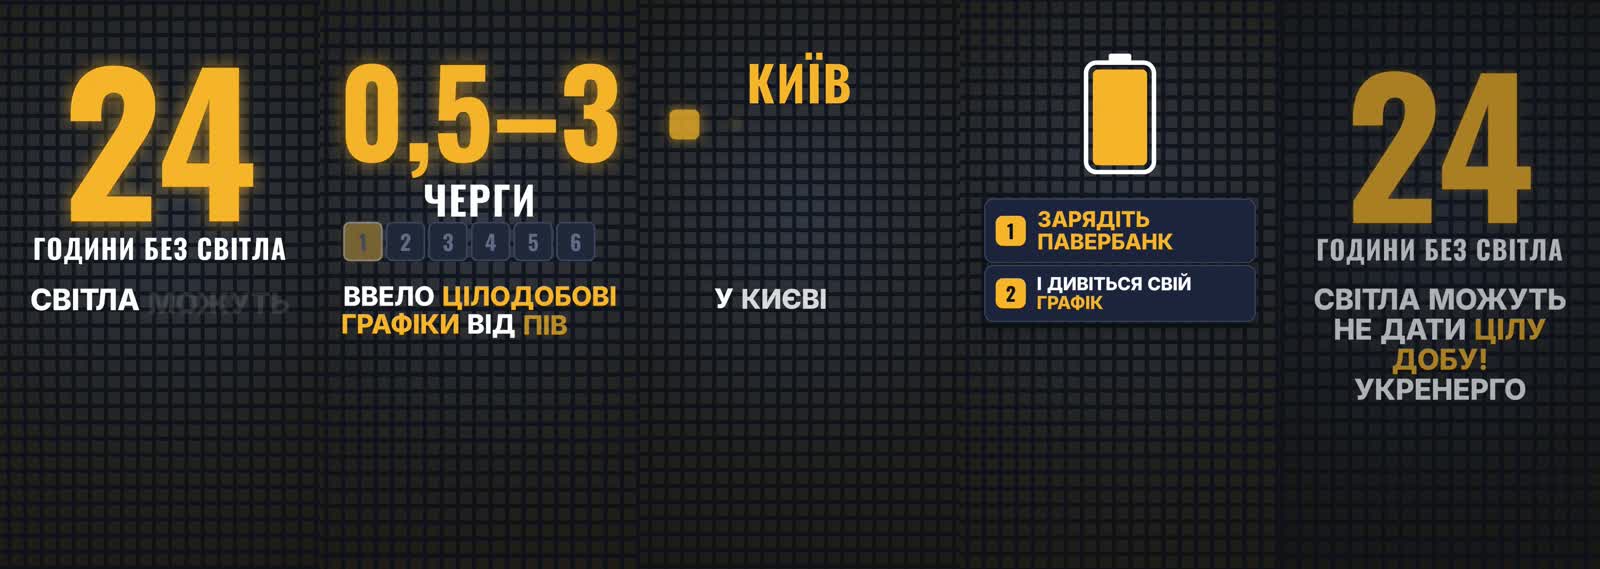 24
ГОДИНИ БЕЗ СВІТЛА
СВІТЛА МОЖУТЬ
0,5–3
ЧЕРГИ
1 2 3 4 5 6
ВВЕЛО ЦІЛОДОБОВІ
ГРАФІКИ ВІД ПІВ
КИЇВ
У КИЄВІ
1 ЗАРЯДІТЬ
ПАВЕРБАНК
2 І ДИВІТЬСЯ СВІЙ
ГРАФІК
24
ГОДИНИ БЕЗ СВІТЛА
СВІТЛА МОЖУТЬ
НЕ ДАТИ ЦІЛУ
ДОБУ!
УКРЕНЕРГО